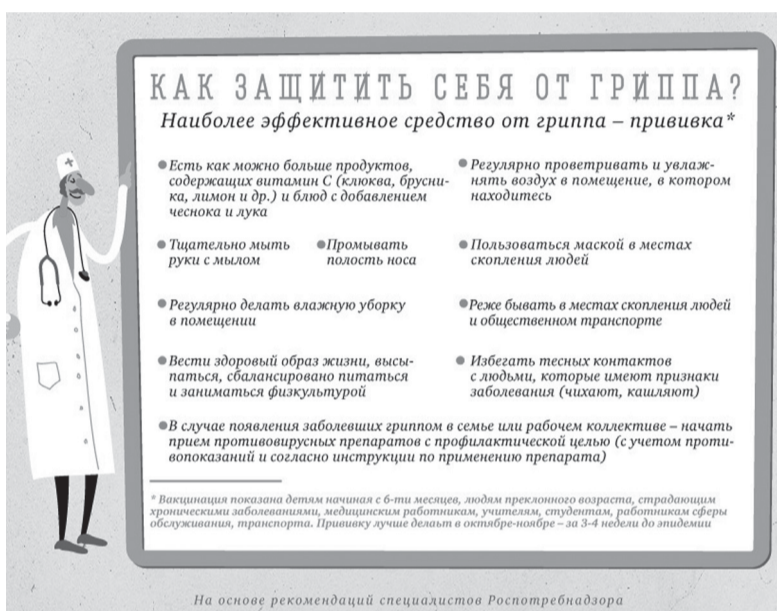 КАК ЗАЩИТИТЬ СЕБЯ ОТ ГРИППА?
Наиболее эффективное средство от гриппа – прививка*
Есть как можно больше продуктов,
содержащих витамин С (клюква, брусни-
ка, лимон и др.) и блюд с добавлением
чеснока и лука
Регулярно проветривать и увлаж-
нять воздух в помещение, в котором
находитесь
Тщательно мыть
руки с мылом
Промывать
полость носа
Пользоваться маской в местах
скопления людей
Регулярно делать влажную уборку
в помещении
Реже бывать в местах скопления людей
и общественном транспорте
Вести здоровый образ жизни, высы-
паться, сбалансировано питаться
и заниматься физкультурой
Избегать тесных контактов
с людьми, которые имеют признаки
заболевания (чихают, кашляют)
В случае появления заболевших гриппом в семье или рабочем коллективе – начать
прием противовирусных препаратов с профилактической целью (с учетом проти-
вопоказаний и согласно инструкции по применению препарата)
* Вакцинация показана детям начиная с 6-ти месяцев, людям преклонного возраста, страдающим
хроническими заболеваниями, медицинским работникам, учителям, студентам, работникам сферы
обслуживания, транспорта. Прививку лучше делаьт в октябре-ноябре – за 3-4 недели до эпидемии
На основе рекомендаций специалистов Роспотребнадзора